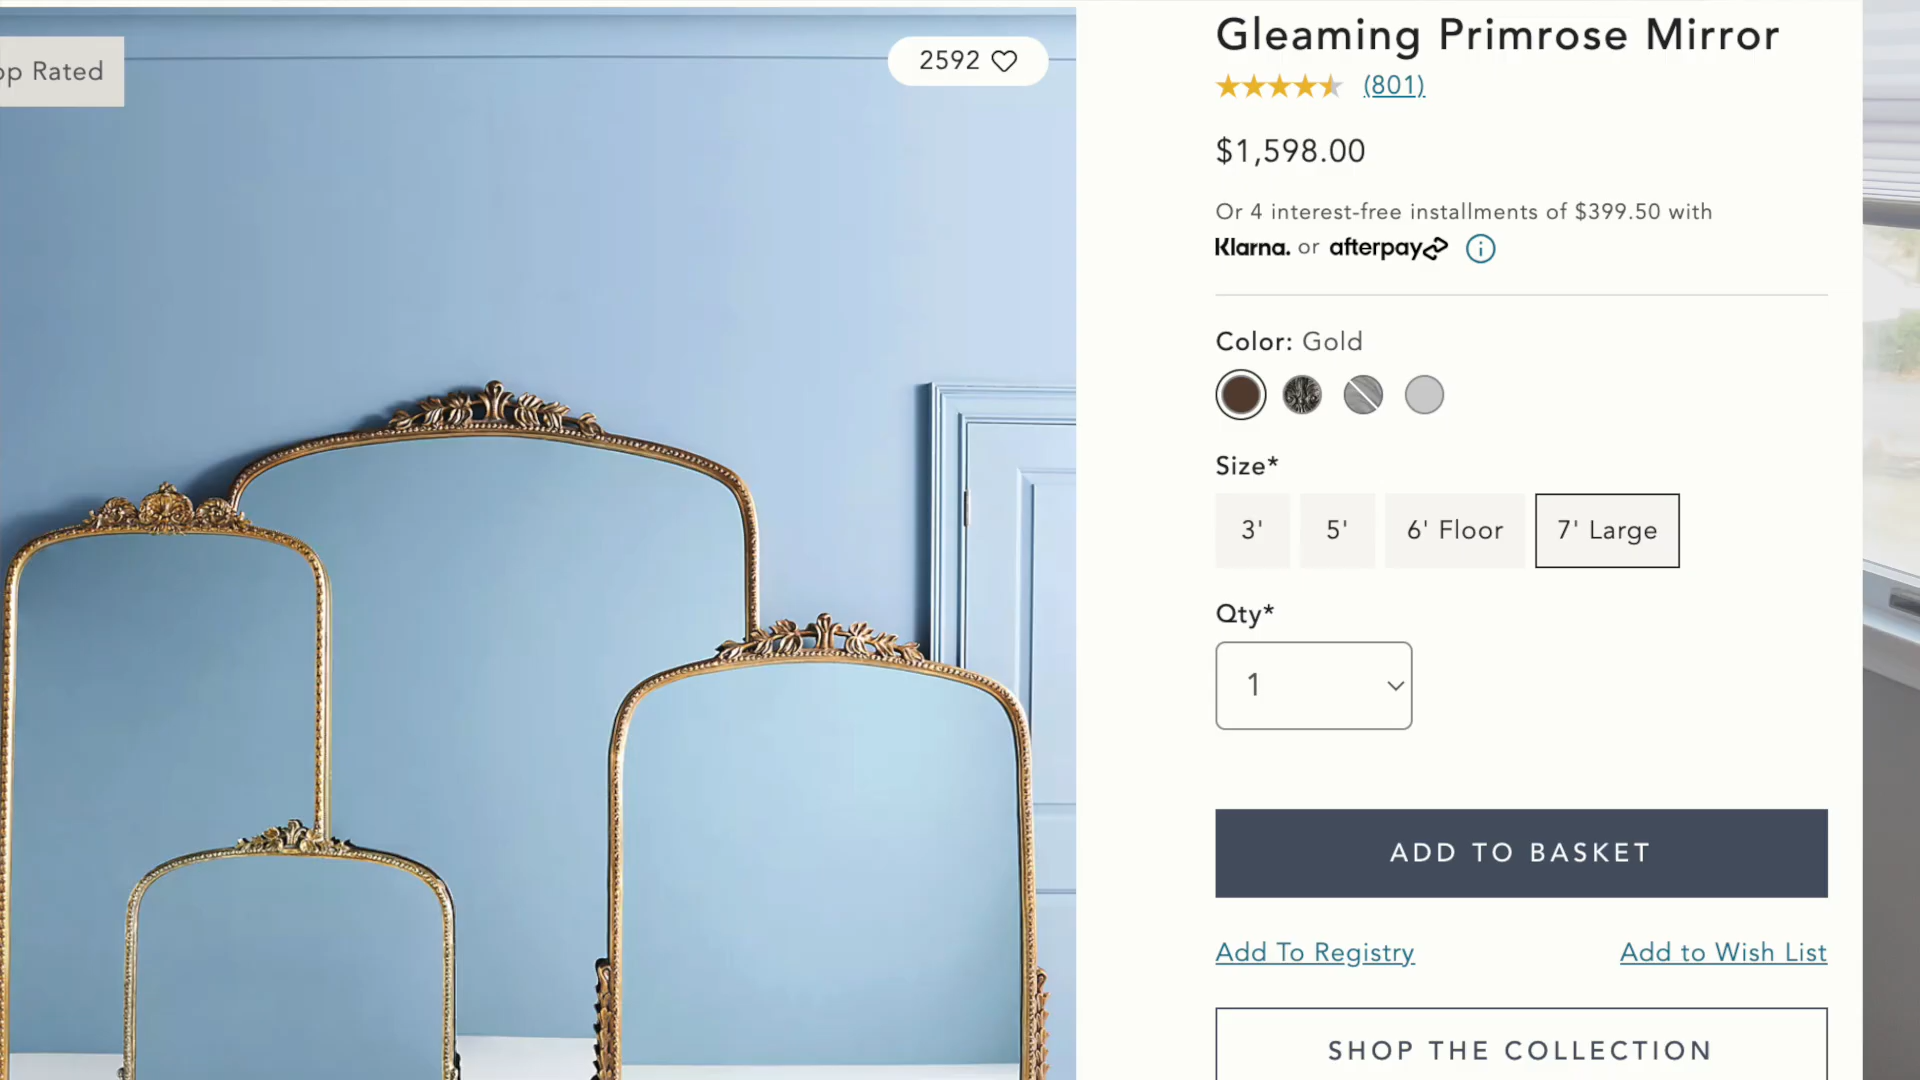 op Rated
2592
Gleaming Primrose Mirror
(801)
$1,598.00
Or 4 interest-free installments of $399.50 with
Klarna. or afterpay
Color: Gold
Size*
3' 5' 6' Floor 7' Large
Qty*
1
ADD TO BASKET
Add To Registry Add to Wish List
SHOP THE COLLECTION